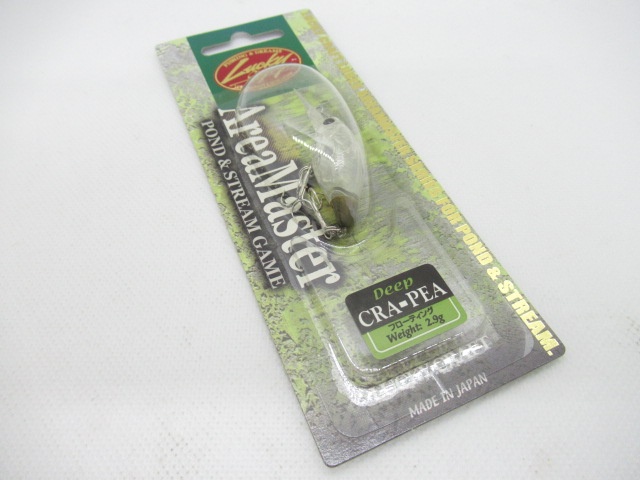 Lucky
AreaMaster
POND & STREAM GAME
FOR POND & STREAM.
Deep
CRA-PEA
フローティング
Weight: 2.9g
MADE IN JAPAN